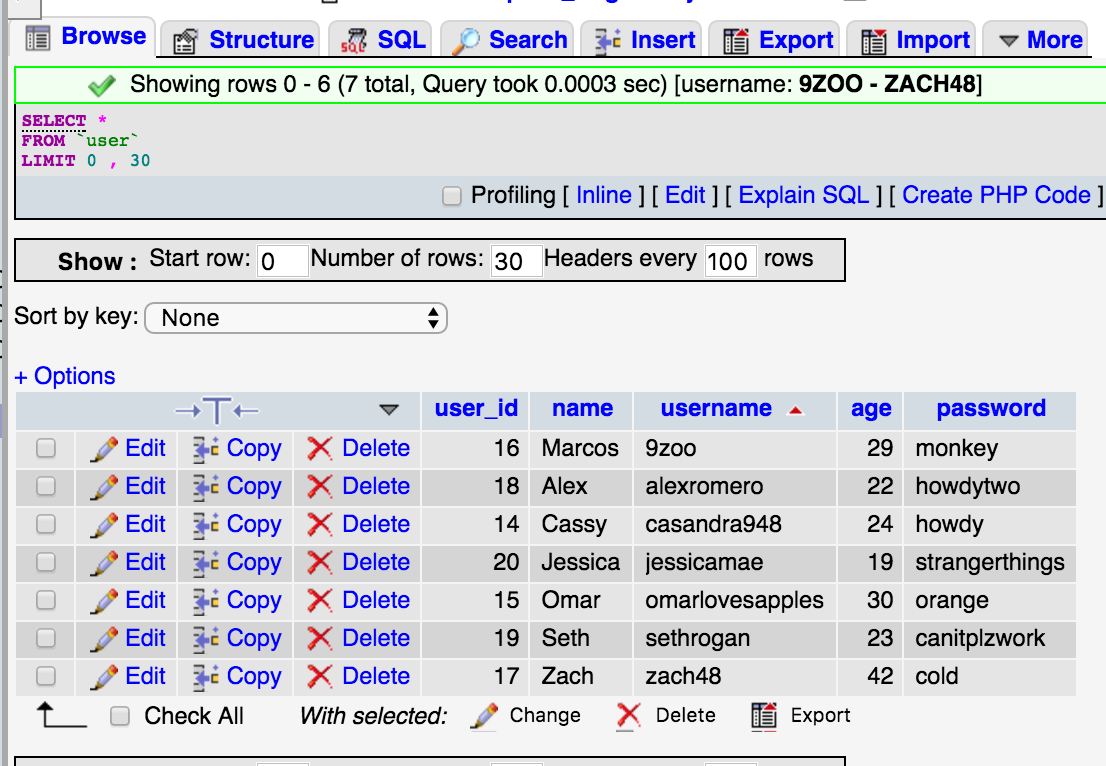 Browse Structure SQL Search Insert Export Import More
Showing rows 0 - 6 (7 total, Query took 0.0003 sec) [username: 9ZOO - ZACH48]
SELECT *
FROM `user`
LIMIT 0 , 30
Profiling [ Inline ] [ Edit ] [ Explain SQL ] [ Create PHP Code ]
Show : Start row: 0 Number of rows: 30 Headers every 100 rows
Sort by key: None
+ Options
user_id name username age password
Edit Copy Delete 16 Marcos 9zoo 29 monkey
Edit Copy Delete 18 Alex alexromero 22 howdytwo
Edit Copy Delete 14 Cassy casandra948 24 howdy
Edit Copy Delete 20 Jessica jessicamae 19 strangerthings
Edit Copy Delete 15 Omar omarlovesapples 30 orange
Edit Copy Delete 19 Seth sethrogan 23 canitplzwork
Edit Copy Delete 17 Zach zach48 42 cold
Check All With selected: Change Delete Export